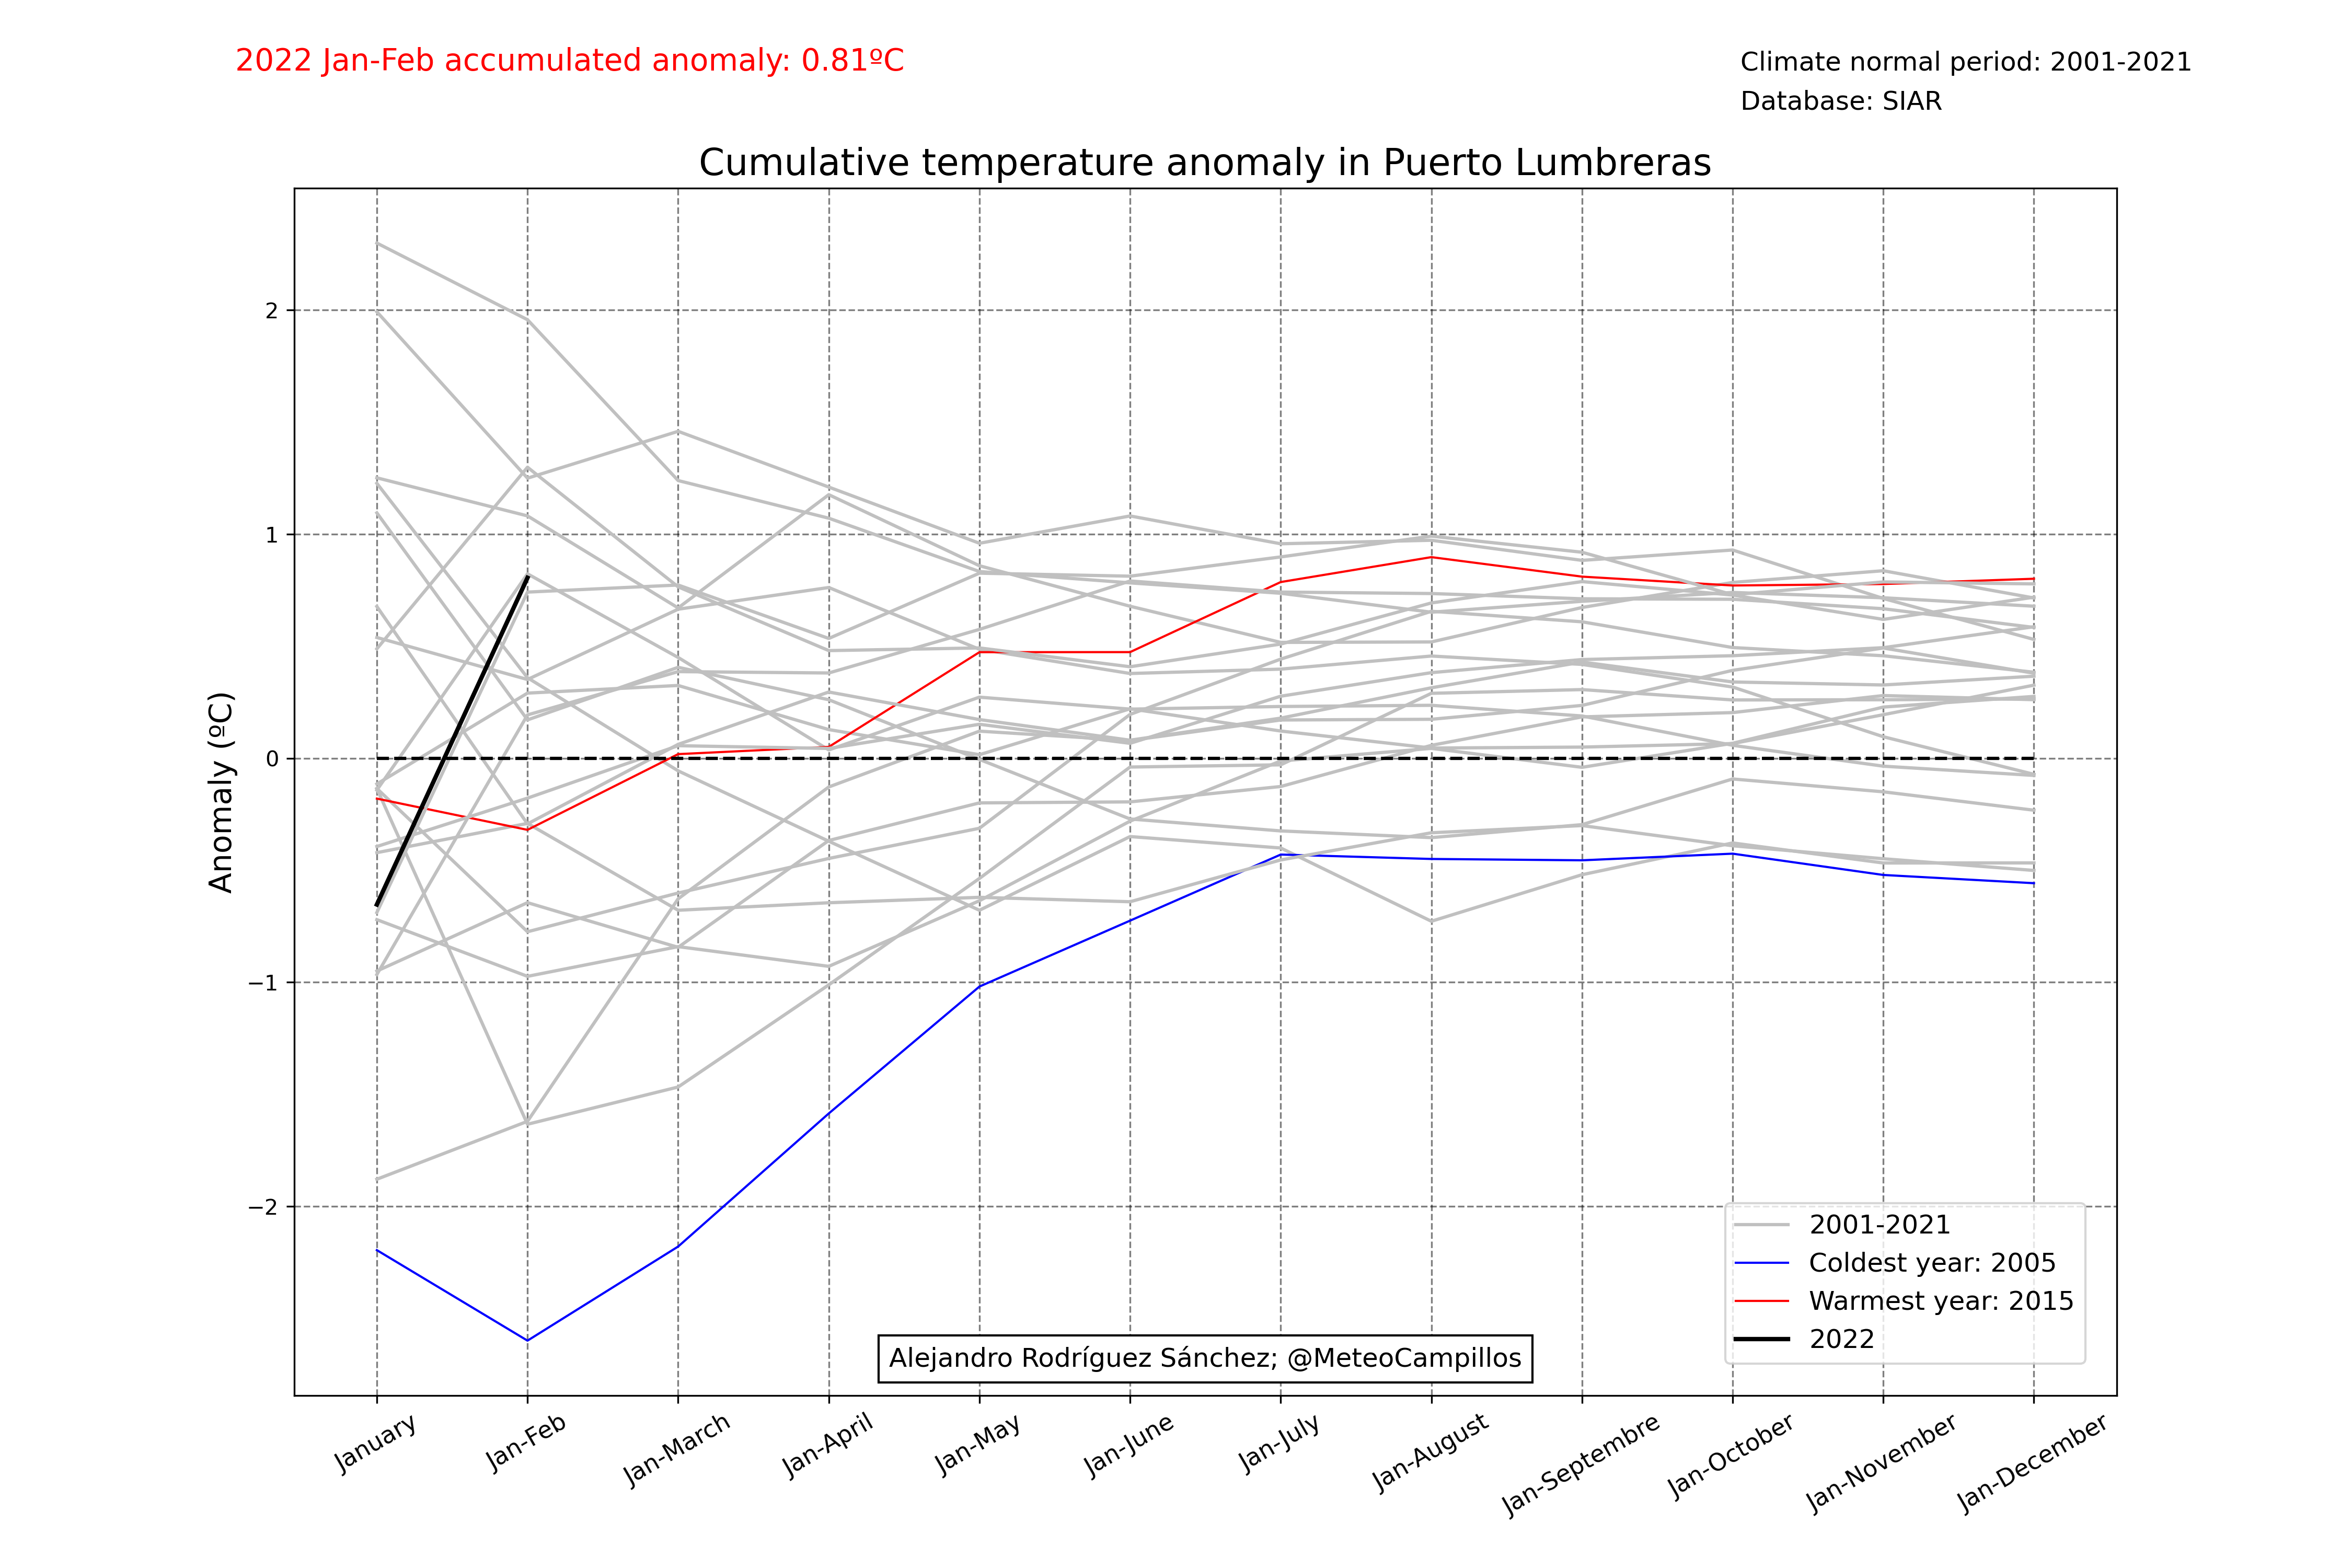 2022 Jan-Feb accumulated anomaly: 0.81ºC
Climate normal period: 2001-2021
Database: SIAR
Cumulative temperature anomaly in Puerto Lumbreras
Anomaly (ºC)
2
1
0
−1
−2
2001-2021
Coldest year: 2005
Warmest year: 2015
2022
Alejandro Rodríguez Sánchez; @MeteoCampillos
January
Jan-Feb
Jan-March
Jan-April
Jan-May
Jan-June
Jan-July
Jan-August
Jan-Septembre
Jan-October
Jan-November
Jan-December